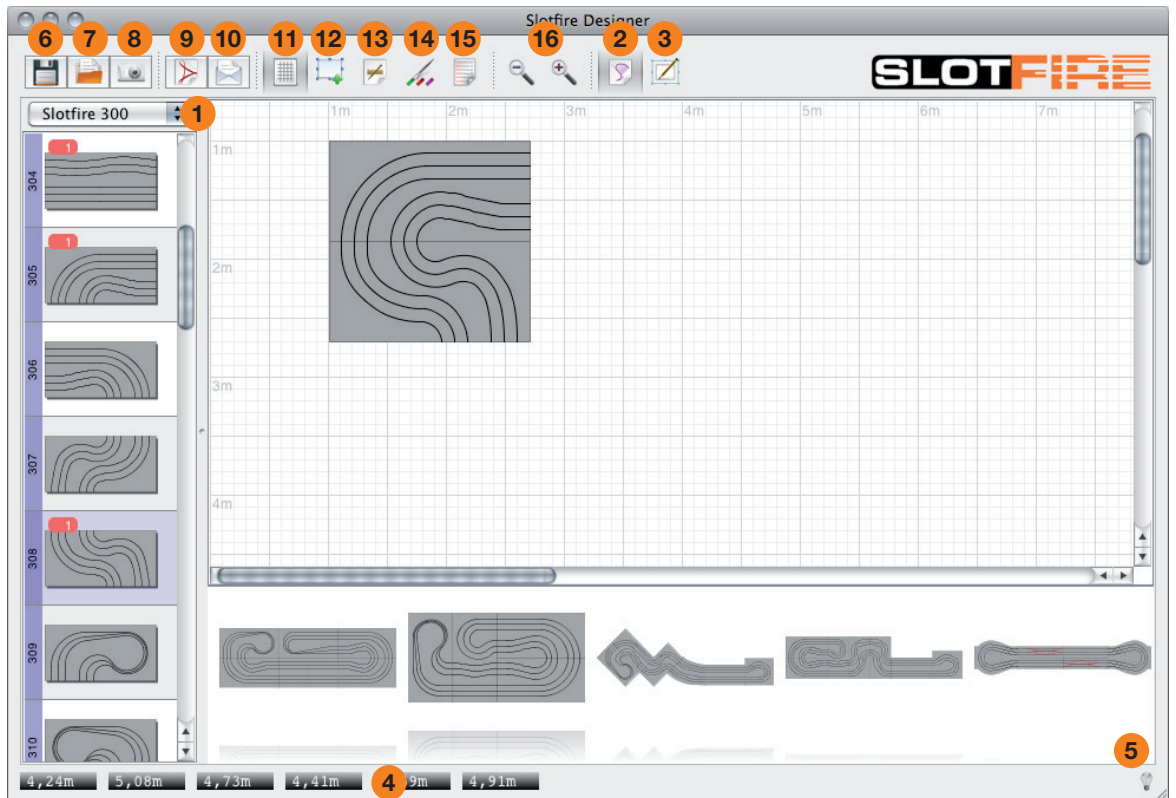 Slotfire Designer
6 7 8 9 10 11 12 13 14 15 16 2 3
SLOTFIRE
Slotfire 300 1
1m 2m 3m 4m 5m 6m 7m
1m
2m
3m
4m
304 1
305 1
306
307
308 1
309
310
5
4,24m 5,08m 4,73m 4,41m 4 9m 4,91m